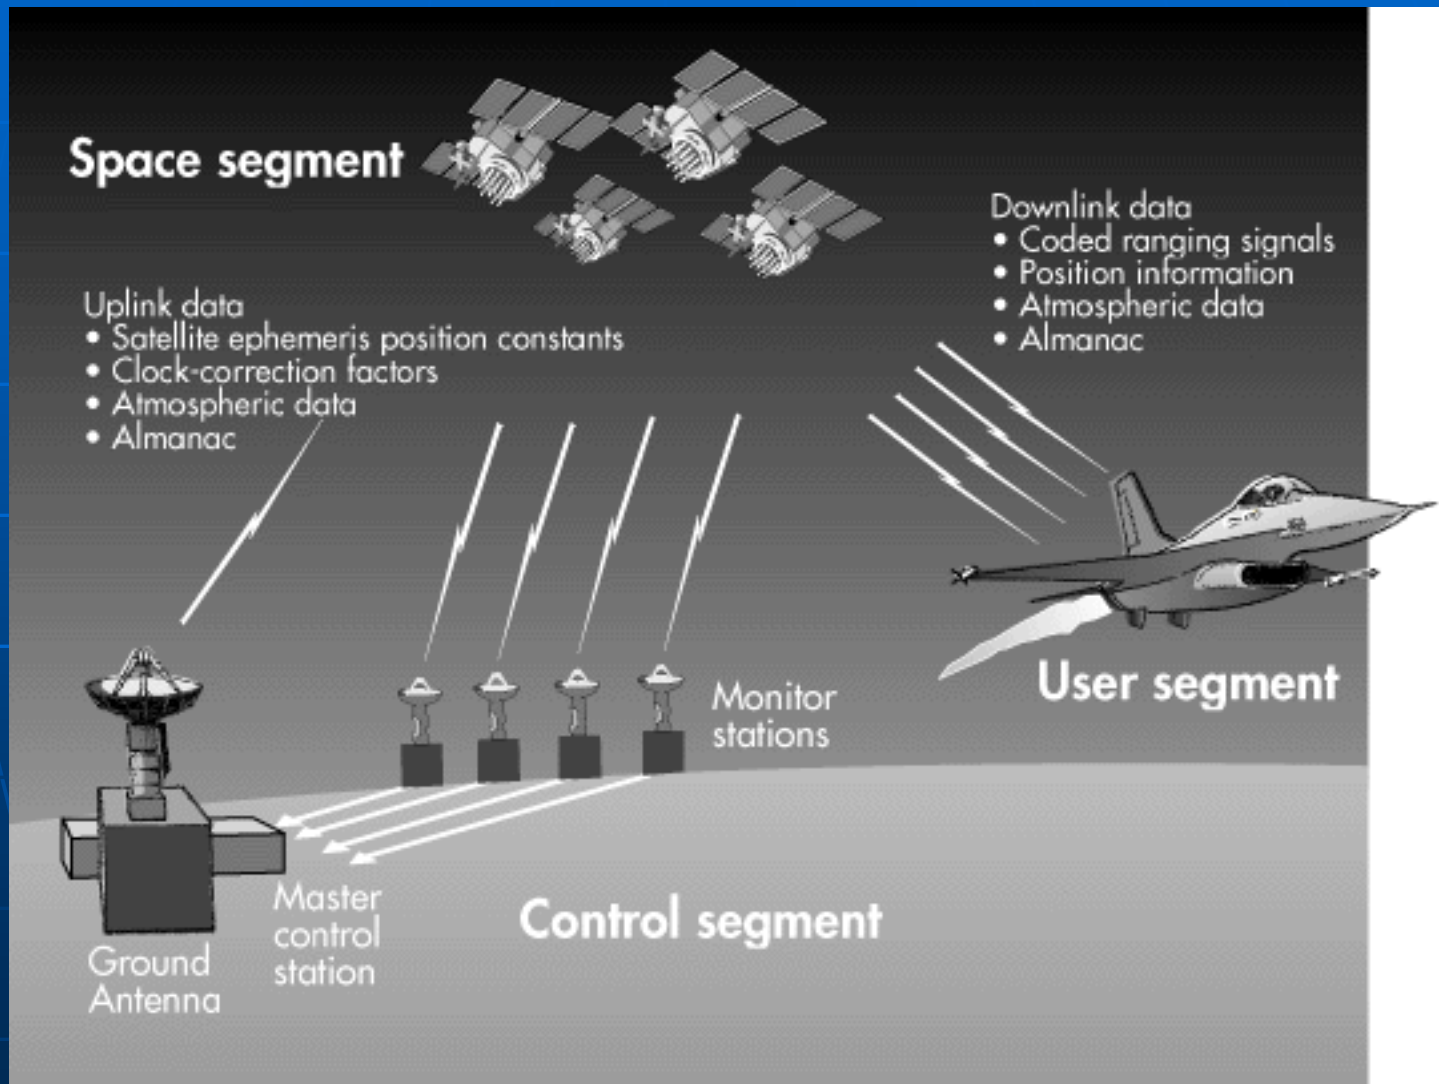 Space segment
Uplink data
• Satellite ephemeris position constants
• Clock-correction factors
• Atmospheric data
• Almanac
Downlink data
• Coded ranging signals
• Position information
• Atmospheric data
• Almanac
User segment
Monitor
stations
Master
control
station
Control segment
Ground
Antenna